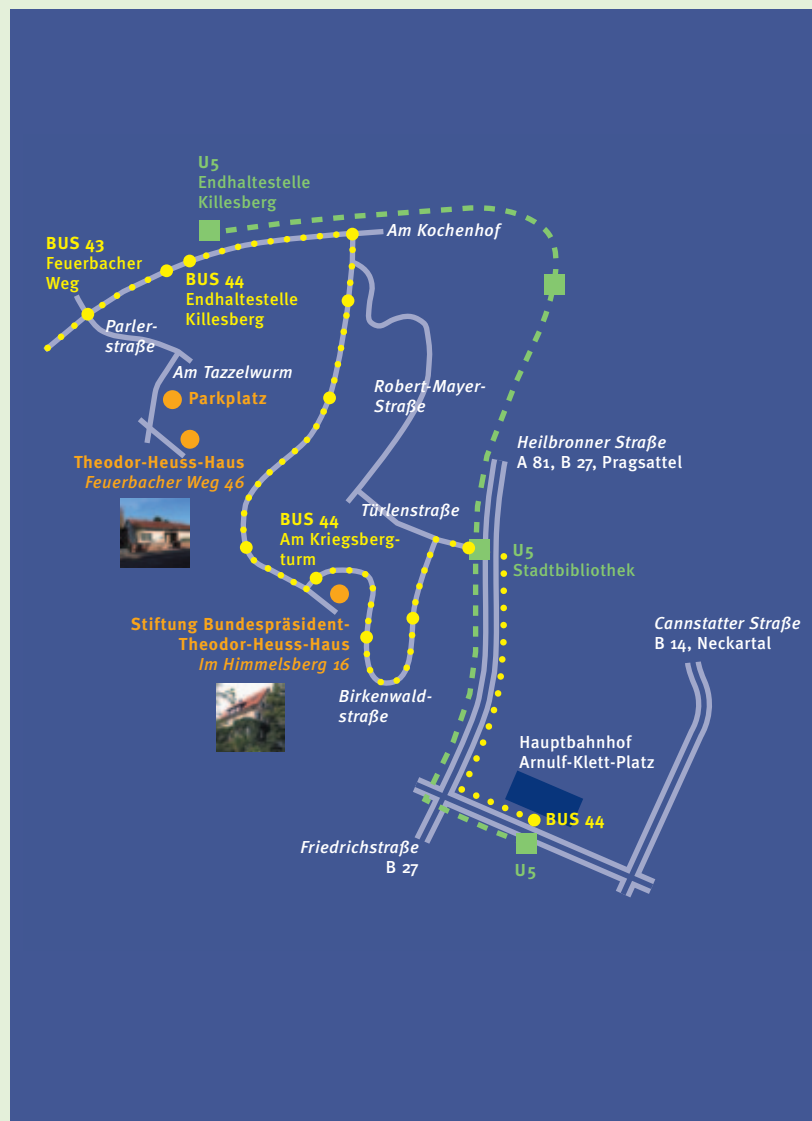 U5
Endhaltestelle
Killesberg
Am Kochenhof
BUS 43
Feuerbacher
Weg
BUS 44
Endhaltestelle
Killesberg
Parler-
straße
Am Tazzelwurm
Parkplatz
Robert-Mayer-
Straße
Heilbronner Straße
A 81, B 27, Pragsattel
Theodor-Heuss-Haus
Feuerbacher Weg 46
Türlenstraße
BUS 44
Am Kriegsberg-
turm
U5
Stadtbibliothek
Stiftung Bundespräsident-
Theodor-Heuss-Haus
Im Himmelsberg 16
Cannstatter Straße
B 14, Neckartal
Birkenwald-
straße
Hauptbahnhof
Arnulf-Klett-Platz
BUS 44
Friedrichstraße
B 27
U5